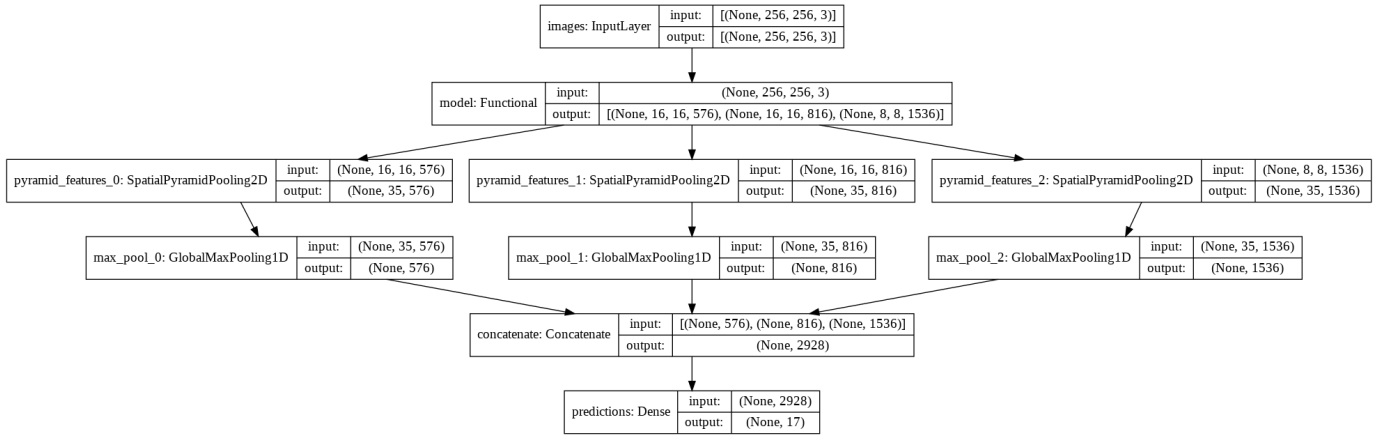 images: InputLayer
input: [(None, 256, 256, 3)]
output: [(None, 256, 256, 3)]
model: Functional
input: (None, 256, 256, 3)
output: [(None, 16, 16, 576), (None, 16, 16, 816), (None, 8, 8, 1536)]
pyramid_features_0: SpatialPyramidPooling2D
input: (None, 16, 16, 576)
output: (None, 35, 576)
pyramid_features_1: SpatialPyramidPooling2D
input: (None, 16, 16, 816)
output: (None, 35, 816)
pyramid_features_2: SpatialPyramidPooling2D
input: (None, 8, 8, 1536)
output: (None, 35, 1536)
max_pool_0: GlobalMaxPooling1D
input: (None, 35, 576)
output: (None, 576)
max_pool_1: GlobalMaxPooling1D
input: (None, 35, 816)
output: (None, 816)
max_pool_2: GlobalMaxPooling1D
input: (None, 35, 1536)
output: (None, 1536)
concatenate: Concatenate
input: [(None, 576), (None, 816), (None, 1536)]
output: (None, 2928)
predictions: Dense
input: (None, 2928)
output: (None, 17)